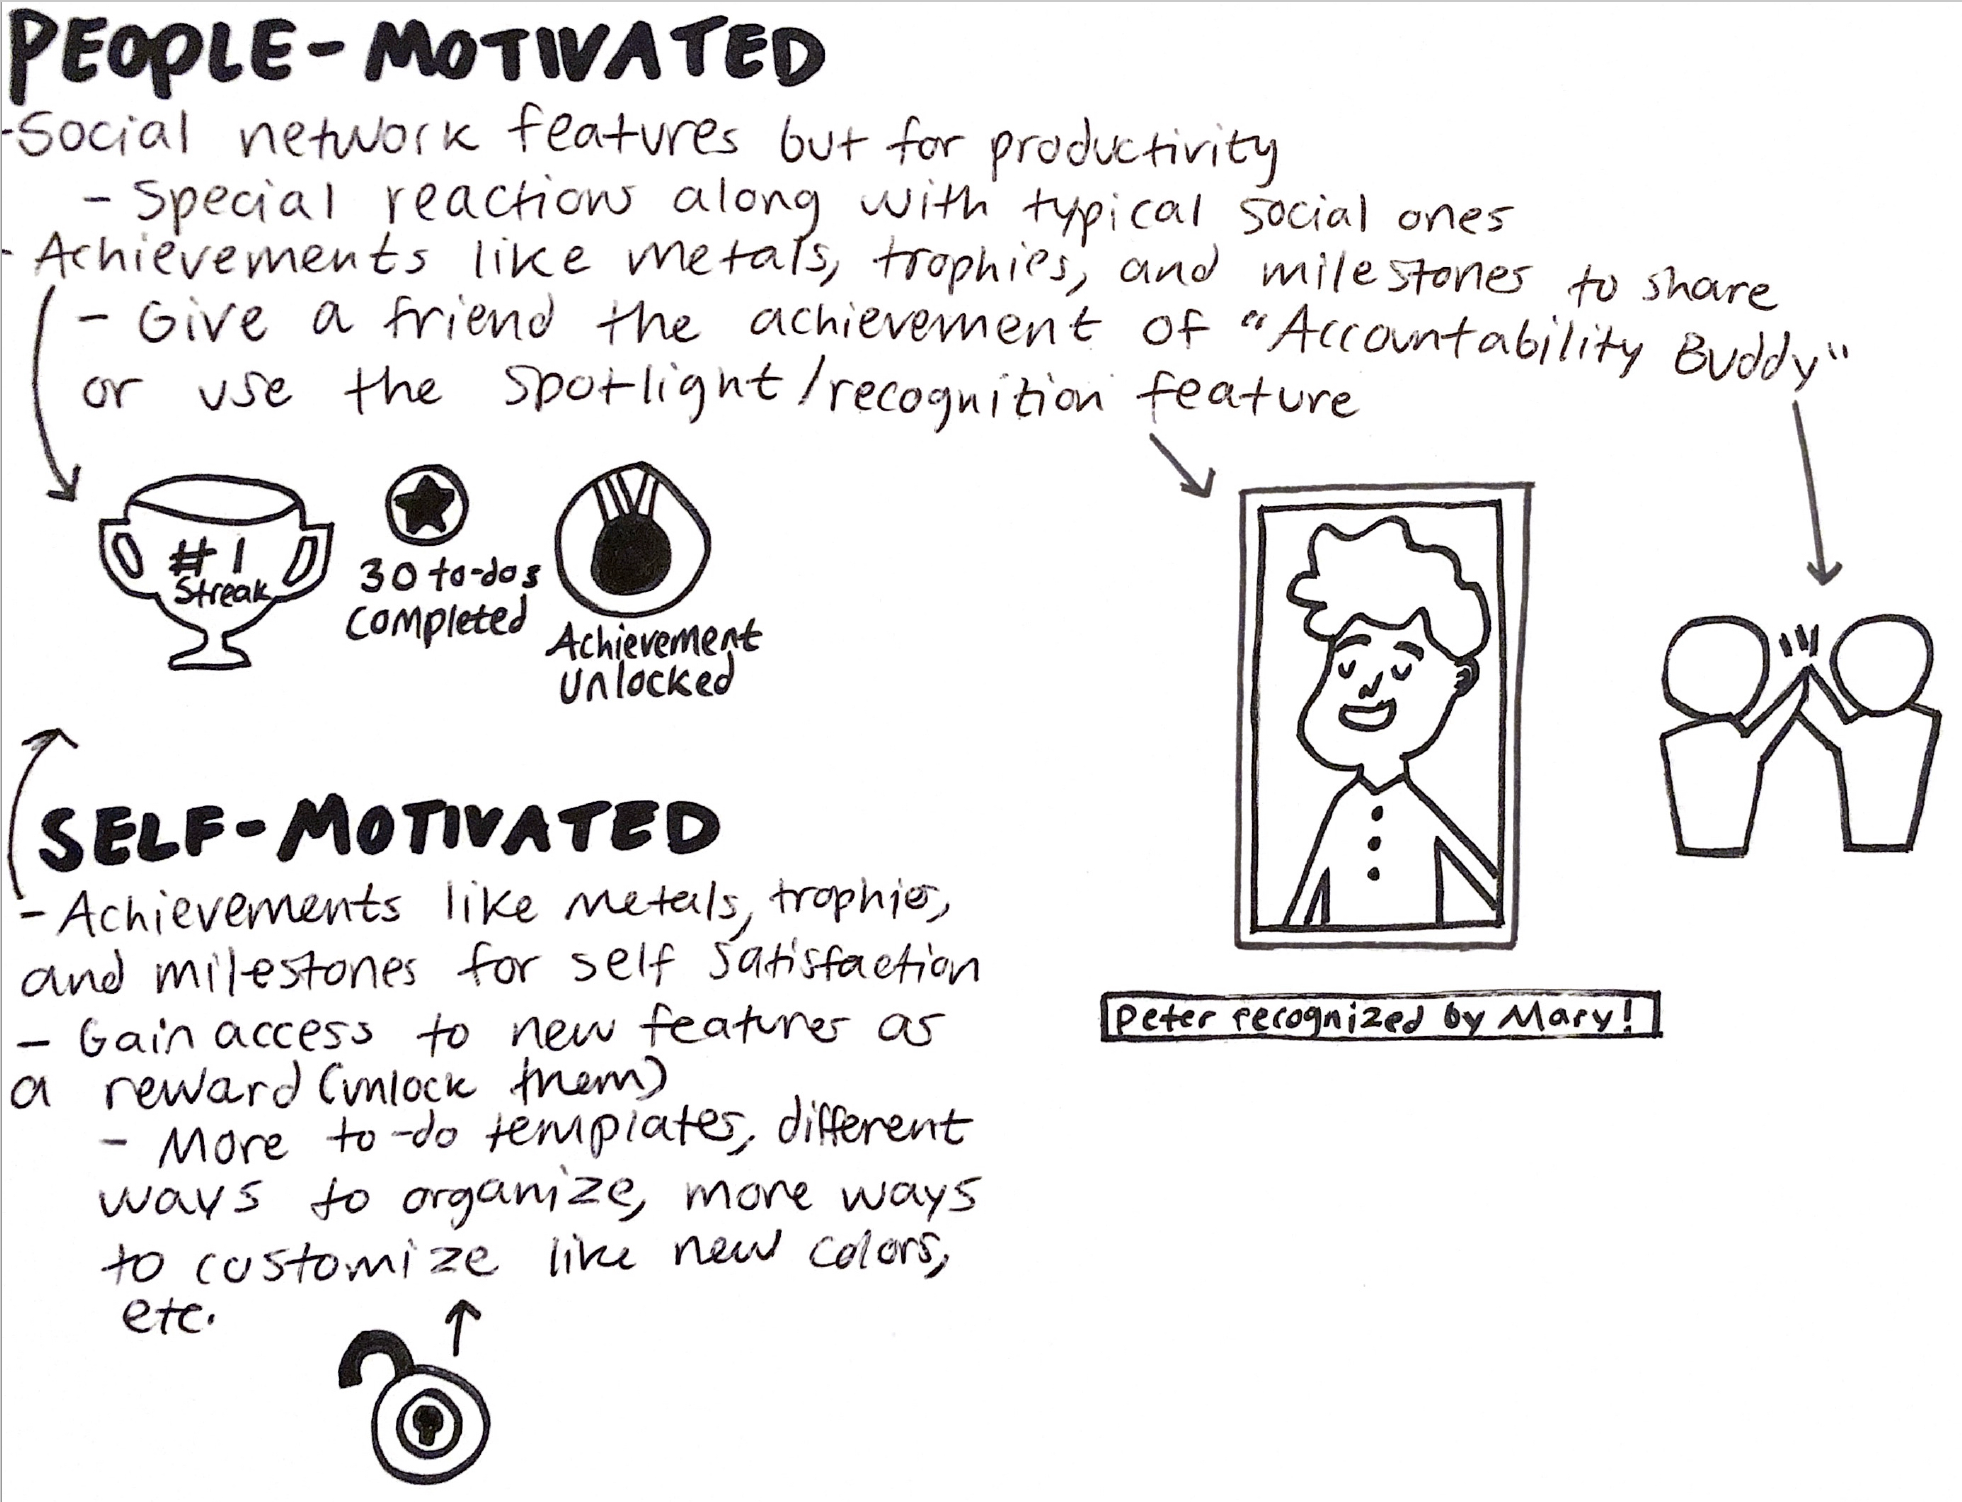 PEOPLE-MOTIVATED
-Social network features but for productivity
- Special reactions along with typical social ones
- Achievements like metals, trophies, and milestones to share
- Give a friend the achievement of "Accountability Buddy"
or use the spotlight/recognition feature
#1
Streak
30 to-dos
completed
Achievement
Unlocked
SELF-MOTIVATED
- Achievements like metals, trophies,
and milestones for self satisfaction
- Gain access to new features as
a reward (unlock them)
- More to-do templates, different
ways to organize, more ways
to customize like new colors,
etc.
Peter recognized by Mary!